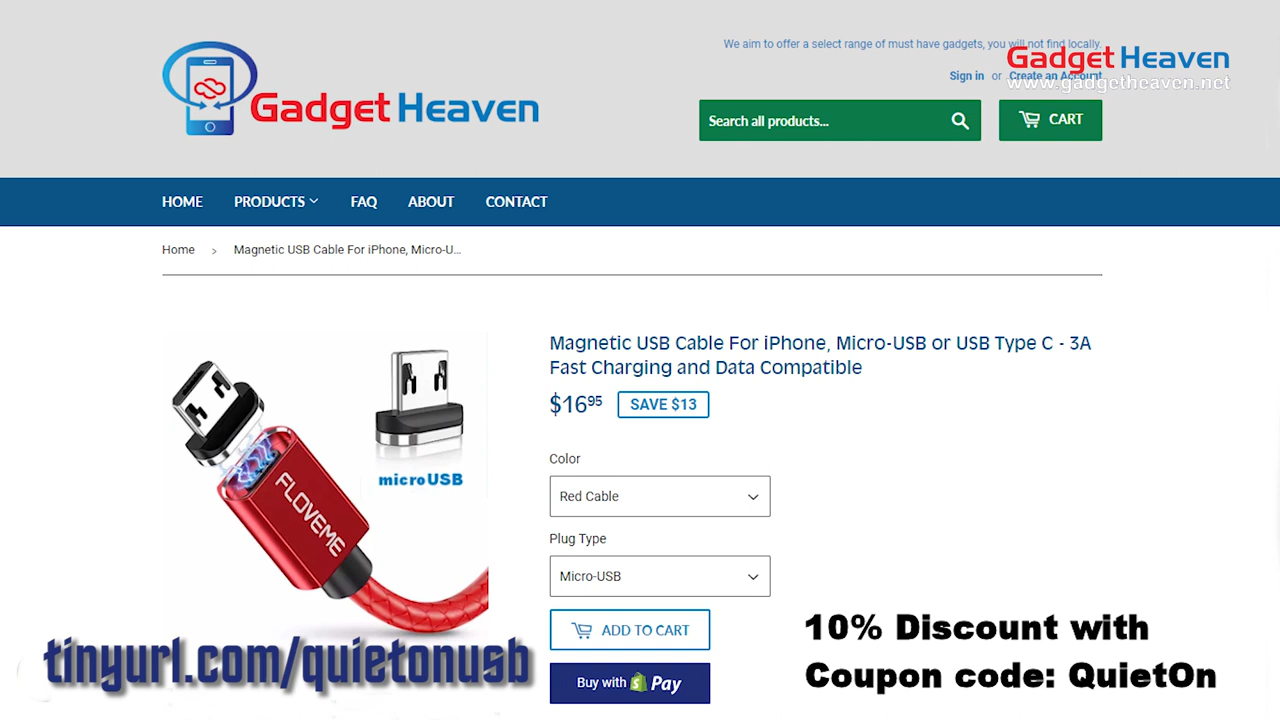 We aim to offer a select range of must have gadgets, you will not find locally.
Gadget Heaven
www.gadgetheaven.net
Sign in or Create an Account
Gadget Heaven
Search all products...
CART
HOME
PRODUCTS
FAQ
ABOUT
CONTACT
Home > Magnetic USB Cable For iPhone, Micro-U...
Magnetic USB Cable For iPhone, Micro-USB or USB Type C - 3A
Fast Charging and Data Compatible
$16.95 SAVE $13
microUSB
FLOVEME
Color
Red Cable
Plug Type
Micro-USB
ADD TO CART
Buy with Pay
tinyurl.com/quietonusb
10% Discount with
Coupon code: QuietOn